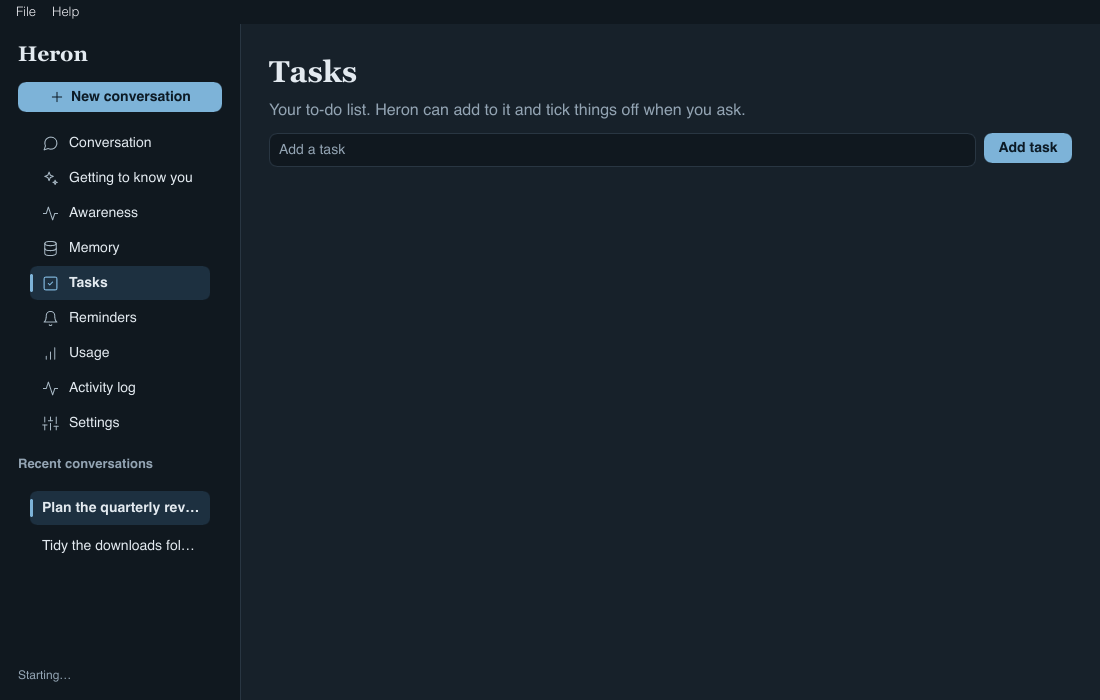 File Help
Heron
New conversation
Conversation
Getting to know you
Awareness
Memory
Tasks
Reminders
Usage
Activity log
Settings
Recent conversations
Plan the quarterly rev…
Tidy the downloads fol…
Starting…
Tasks
Your to-do list. Heron can add to it and tick things off when you ask.
Add a task
Add task